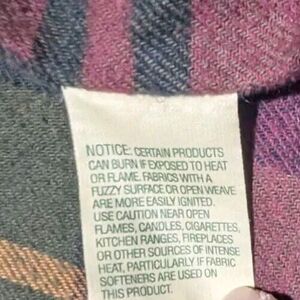 NOTICE: CERTAIN PRODUCTS
CAN BURN IF EXPOSED TO HEAT
OR FLAME. FABRICS WITH A
FUZZY SURFACE OR OPEN WEAVE
ARE MORE EASILY IGNITED.
USE CAUTION NEAR OPEN
FLAMES, CANDLES, CIGARETTES,
KITCHEN RANGES, FIREPLACES
OR OTHER SOURCES OF INTENSE
HEAT, PARTICULARLY IF FABRIC
SOFTENERS ARE USED ON
THIS PRODUCT.